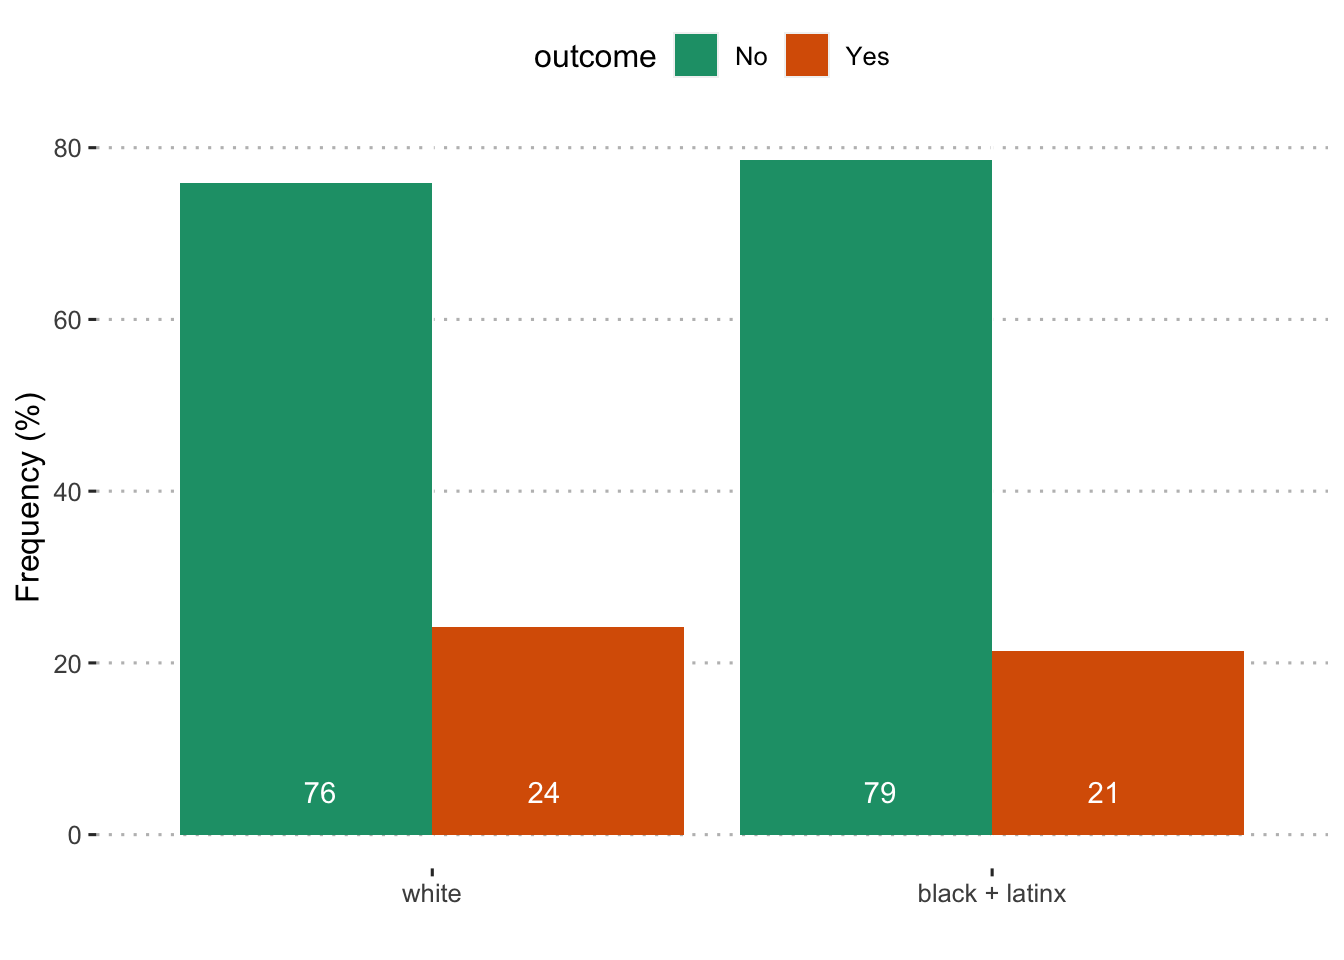 outcome No Yes
80
60
40
20
0
Frequency (%)
76 24 79 21
white black + latinx